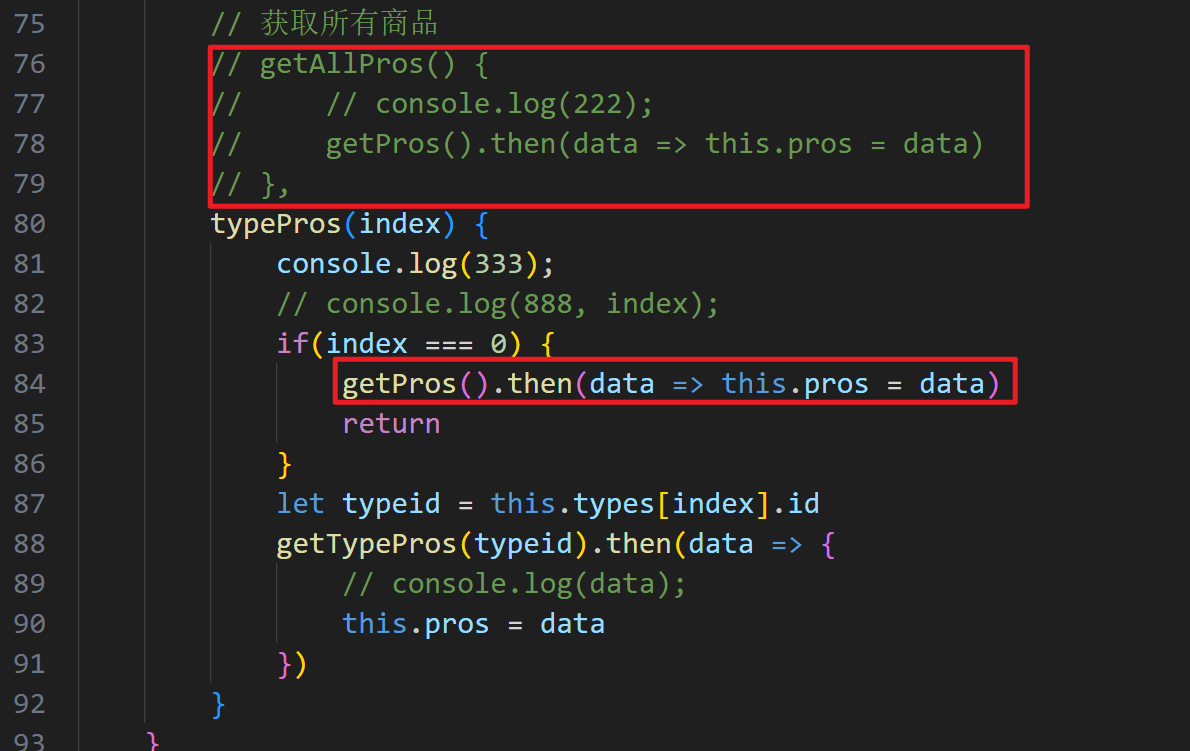 75 // 获取所有商品
76 // getAllPros() {
77 //     // console.log(222);
78 //     getPros().then(data => this.pros = data)
79 // },
80 typePros(index) {
81     console.log(333);
82     // console.log(888, index);
83     if(index === 0) {
84         getPros().then(data => this.pros = data)
85         return
86     }
87     let typeid = this.types[index].id
88     getTypePros(typeid).then(data => {
89         // console.log(data);
90         this.pros = data
91     })
92 }
93 }